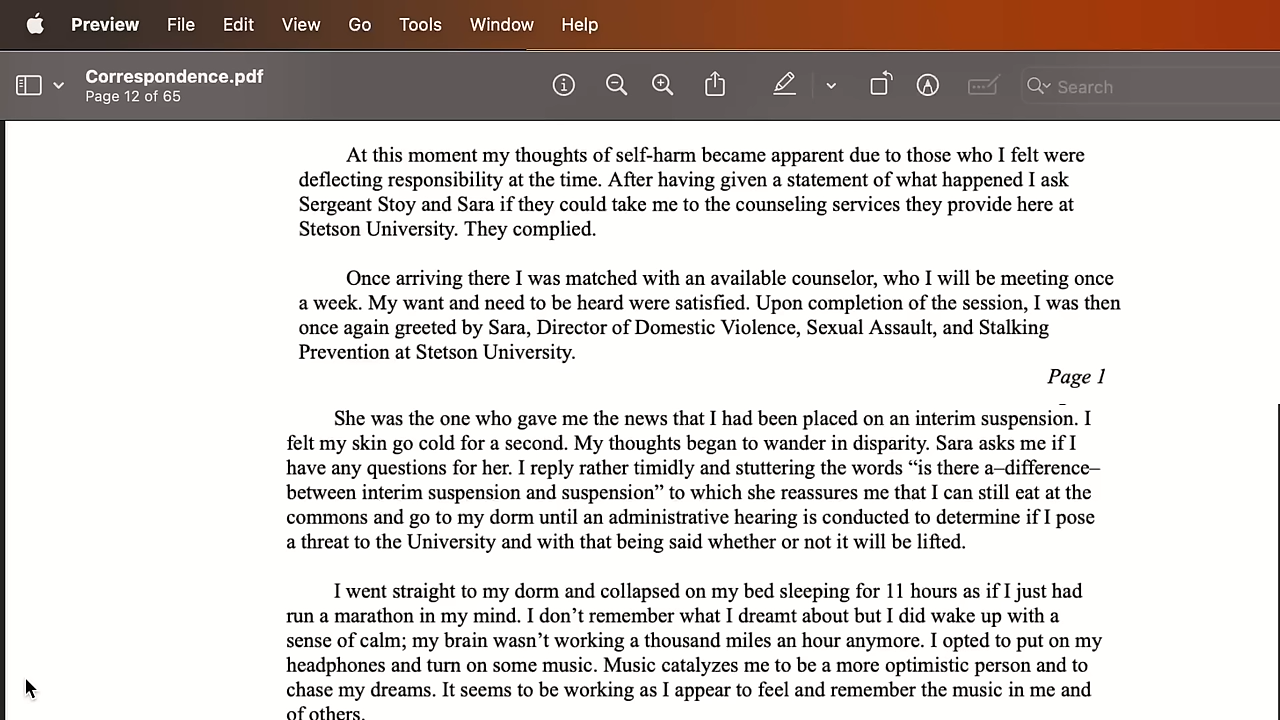 Preview File Edit View Go Tools Window Help
Correspondence.pdf
Page 12 of 65
Search
At this moment my thoughts of self-harm became apparent due to those who I felt were
deflecting responsibility at the time. After having given a statement of what happened I ask
Sergeant Stoy and Sara if they could take me to the counseling services they provide here at
Stetson University. They complied.
Once arriving there I was matched with an available counselor, who I will be meeting once
a week. My want and need to be heard were satisfied. Upon completion of the session, I was then
once again greeted by Sara, Director of Domestic Violence, Sexual Assault, and Stalking
Prevention at Stetson University.
Page 1
She was the one who gave me the news that I had been placed on an interim suspension. I
felt my skin go cold for a second. My thoughts began to wander in disparity. Sara asks me if I
have any questions for her. I reply rather timidly and stuttering the words “is there a–difference–
between interim suspension and suspension” to which she reassures me that I can still eat at the
commons and go to my dorm until an administrative hearing is conducted to determine if I pose
a threat to the University and with that being said whether or not it will be lifted.
I went straight to my dorm and collapsed on my bed sleeping for 11 hours as if I just had
run a marathon in my mind. I don’t remember what I dreamt about but I did wake up with a
sense of calm; my brain wasn’t working a thousand miles an hour anymore. I opted to put on my
headphones and turn on some music. Music catalyzes me to be a more optimistic person and to
chase my dreams. It seems to be working as I appear to feel and remember the music in me and
of others.